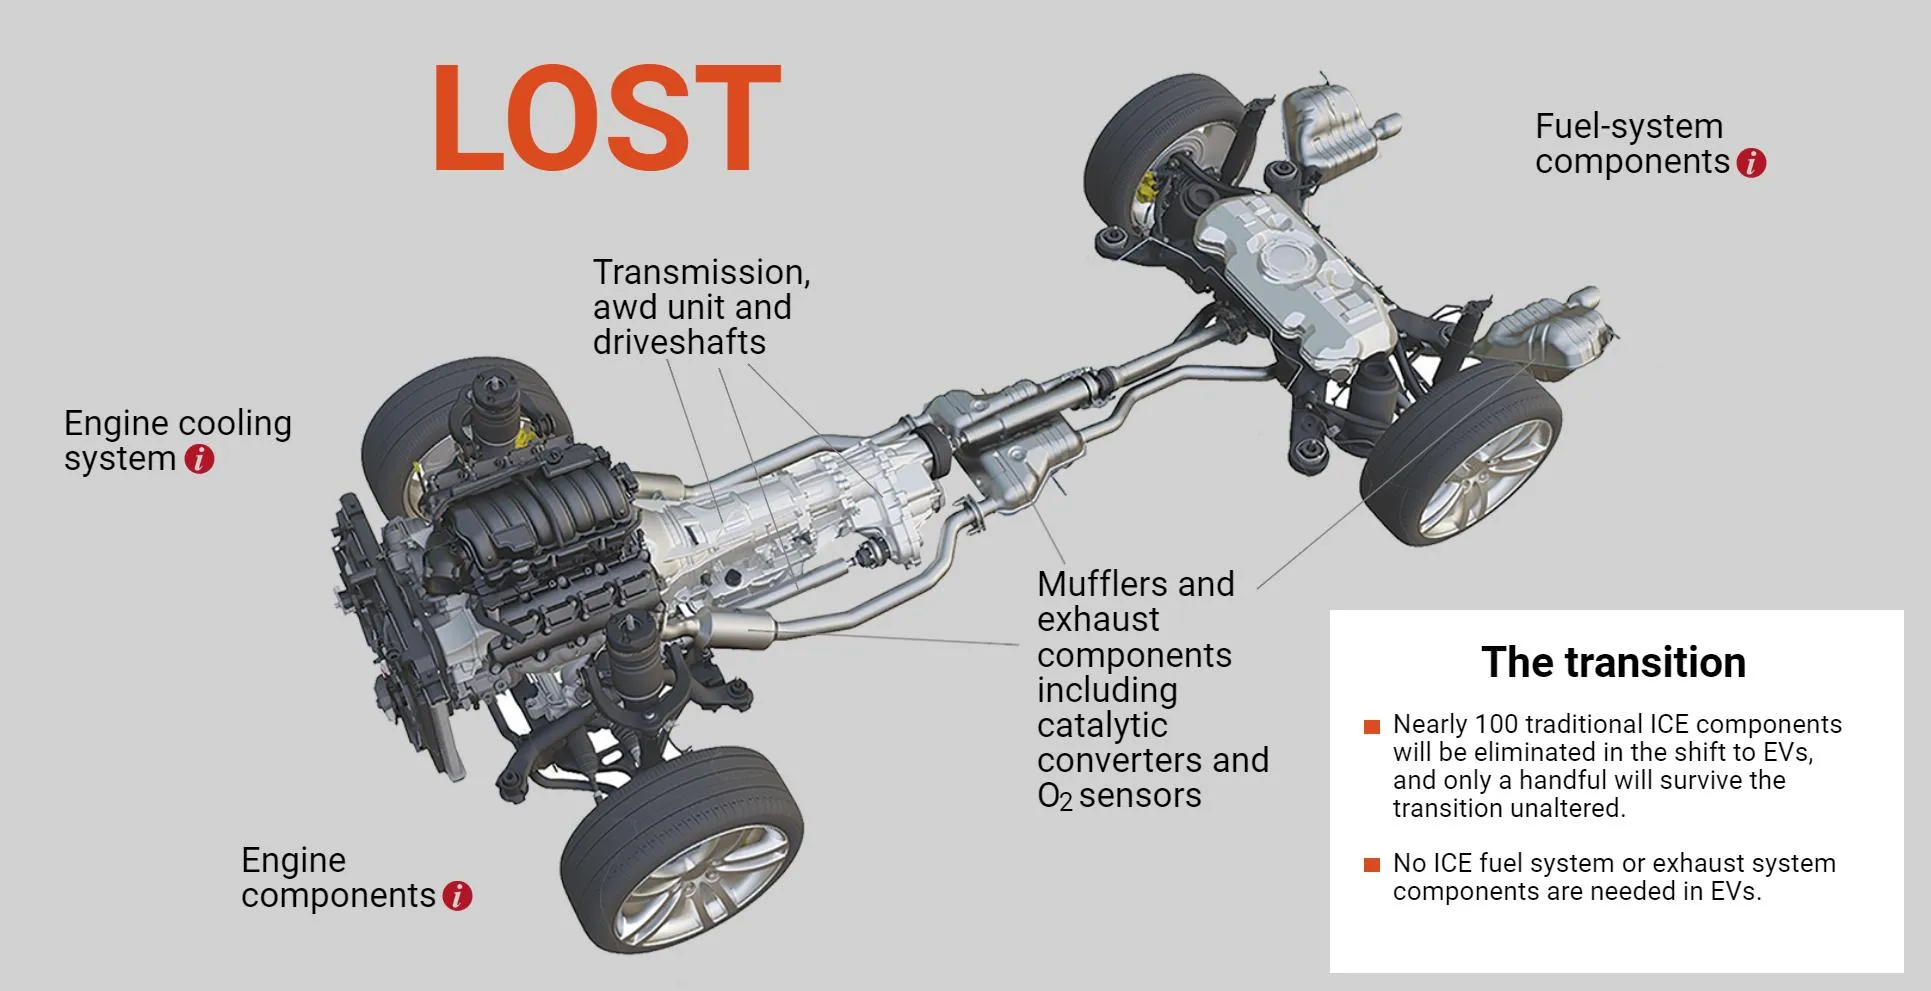 LOST
Fuel-system
components i
Transmission,
awd unit and
driveshafts
Engine cooling
system i
Mufflers and
exhaust
components
including
catalytic
converters and
O2 sensors
Engine
components i
The transition
Nearly 100 traditional ICE components
will be eliminated in the shift to EVs,
and only a handful will survive the
transition unaltered.
No ICE fuel system or exhaust system
components are needed in EVs.